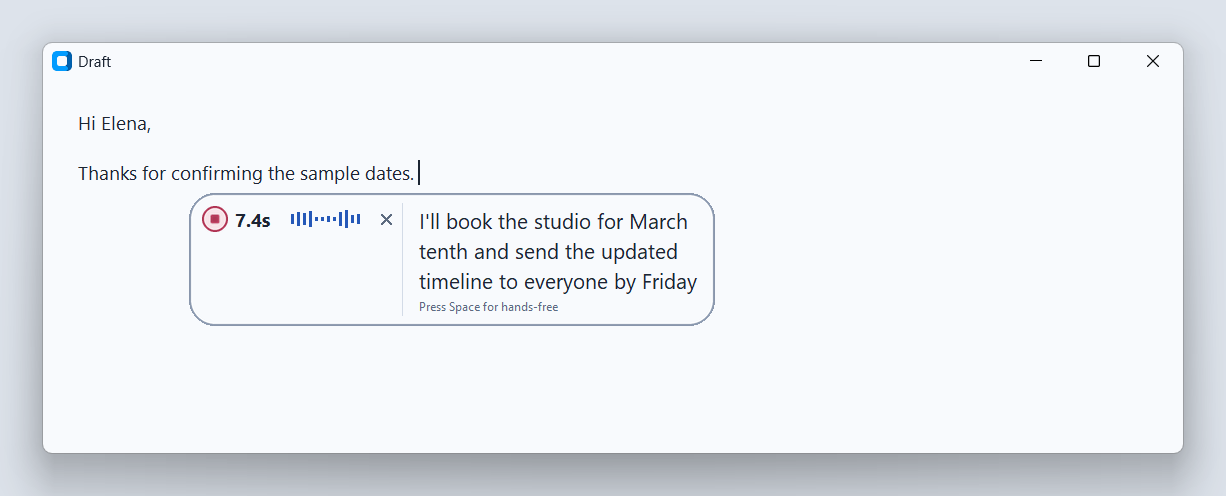 Draft
Hi Elena,
Thanks for confirming the sample dates.
7.4s
I'll book the studio for March
tenth and send the updated
timeline to everyone by Friday
Press Space for hands-free